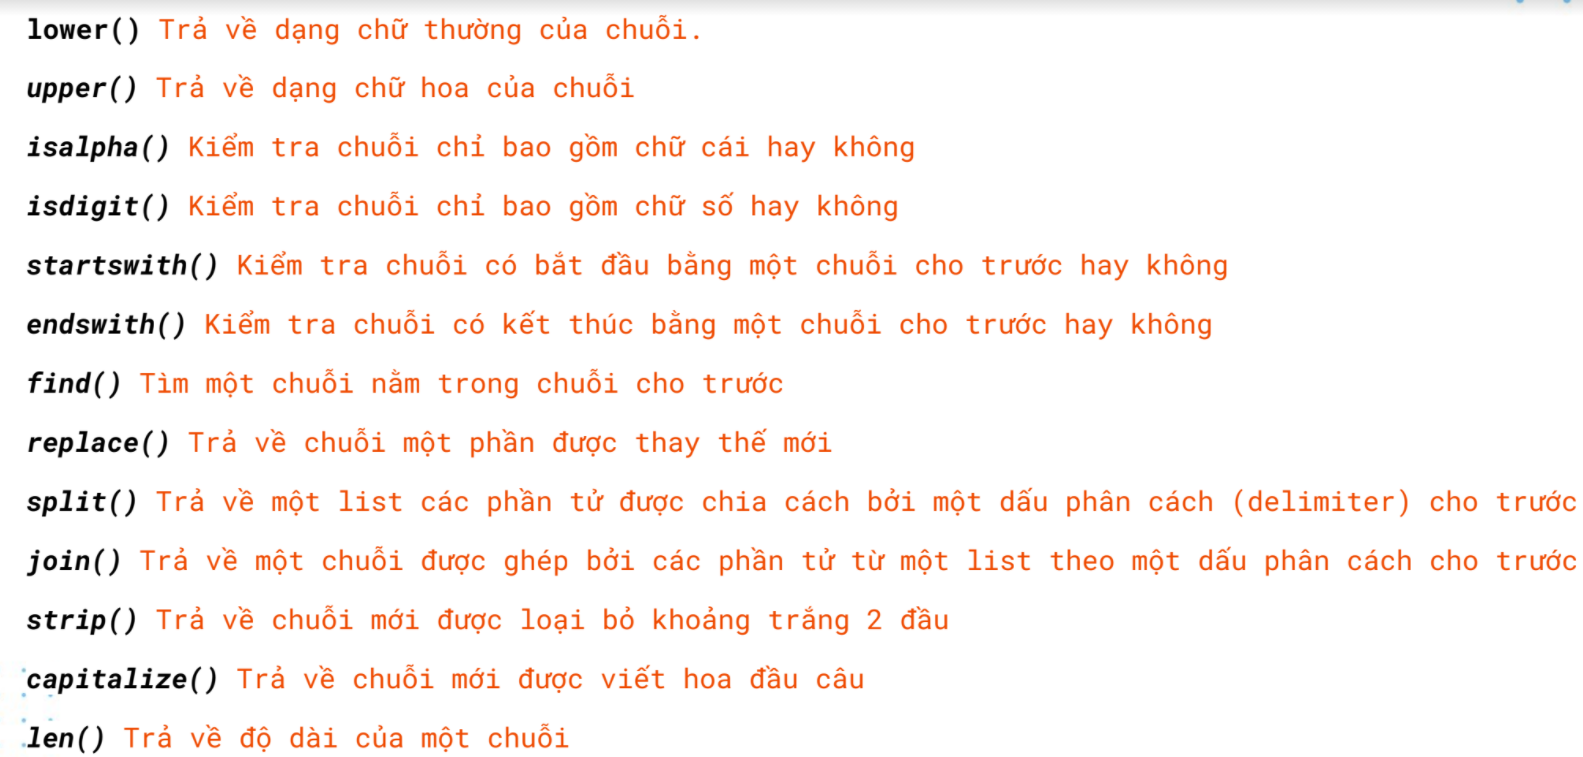 lower() Trả về dạng chữ thường của chuỗi.
upper() Trả về dạng chữ hoa của chuỗi
isalpha() Kiểm tra chuỗi chỉ bao gồm chữ cái hay không
isdigit() Kiểm tra chuỗi chỉ bao gồm chữ số hay không
startswith() Kiểm tra chuỗi có bắt đầu bằng một chuỗi cho trước hay không
endswith() Kiểm tra chuỗi có kết thúc bằng một chuỗi cho trước hay không
find() Tìm một chuỗi nằm trong chuỗi cho trước
replace() Trả về chuỗi một phần được thay thế mới
split() Trả về một list các phần tử được chia cách bởi một dấu phân cách (delimiter) cho trước
join() Trả về một chuỗi được ghép bởi các phần tử từ một list theo một dấu phân cách cho trước
strip() Trả về chuỗi mới được loại bỏ khoảng trắng 2 đầu
capitalize() Trả về chuỗi mới được viết hoa đầu câu
len() Trả về độ dài của một chuỗi